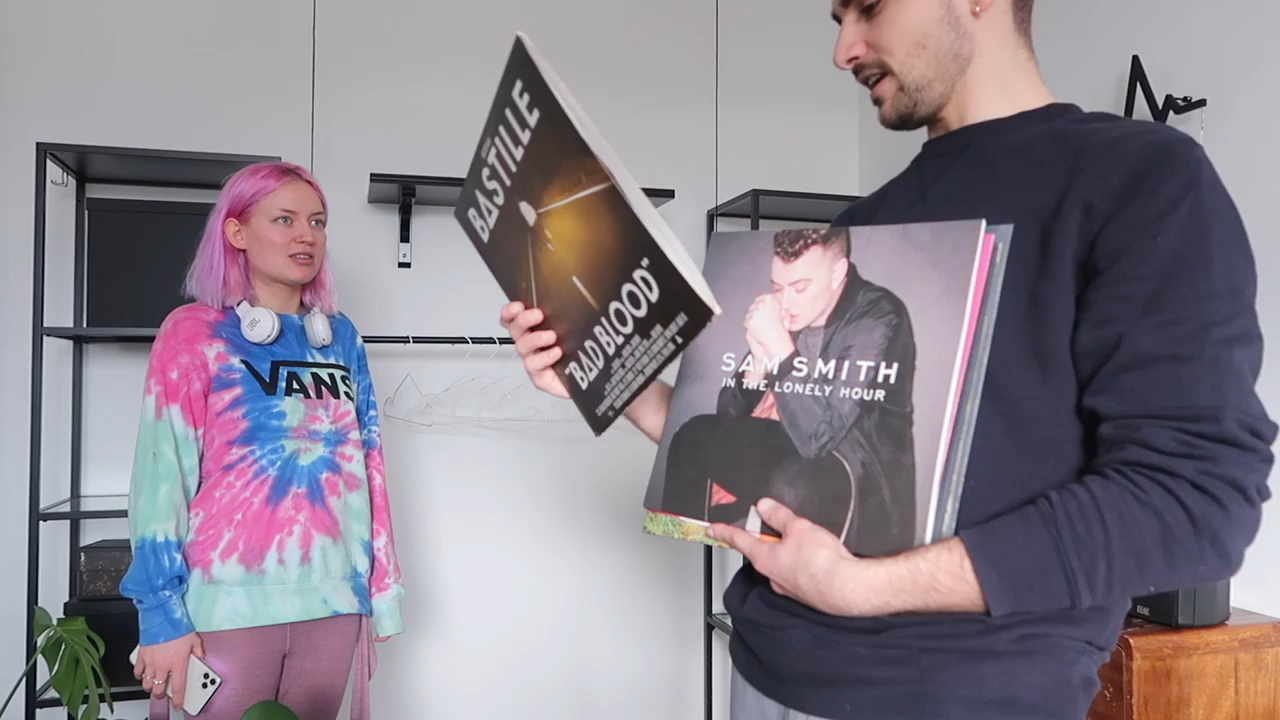 BASTILLE
"BAD BLOOD"
SAM SMITH
IN THE LONELY HOUR
VANS
JBL